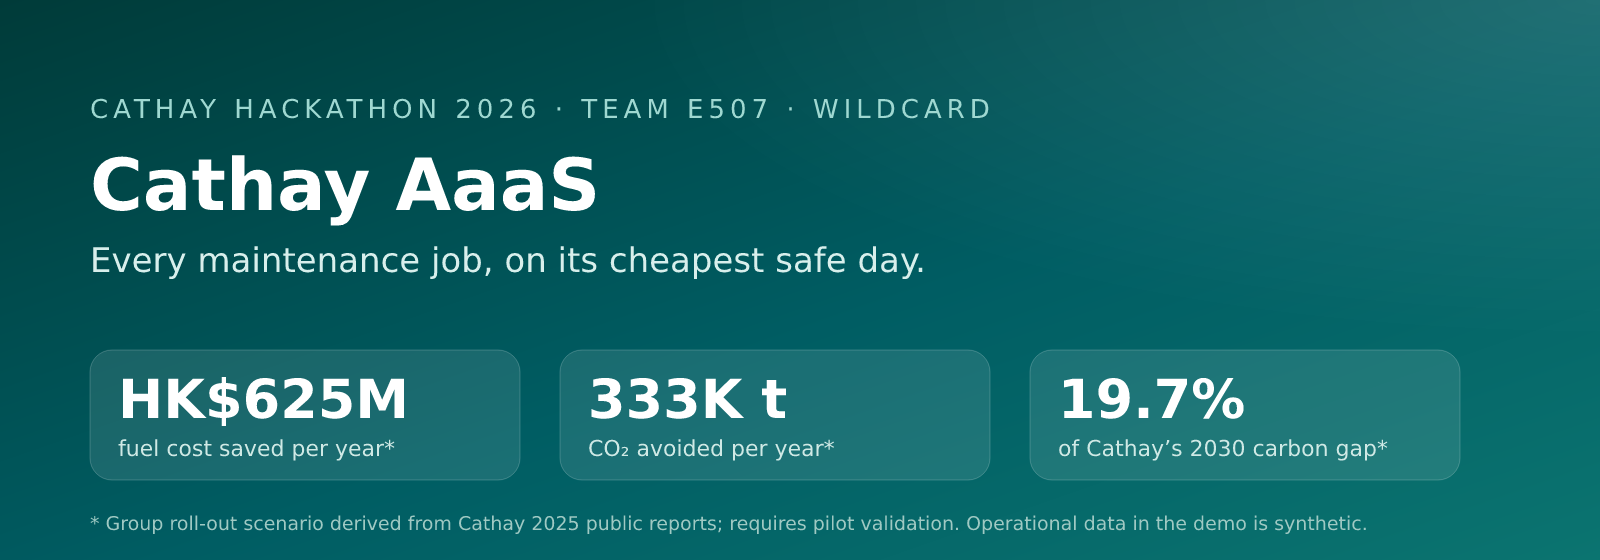 CATHAY HACKATHON 2026 · TEAM E507 · WILDCARD
Cathay AaaS
Every maintenance job, on its cheapest safe day.
HK$625M
fuel cost saved per year*
333K t
CO₂ avoided per year*
19.7%
of Cathay’s 2030 carbon gap*
* Group roll-out scenario derived from Cathay 2025 public reports; requires pilot validation. Operational data in the demo is synthetic.